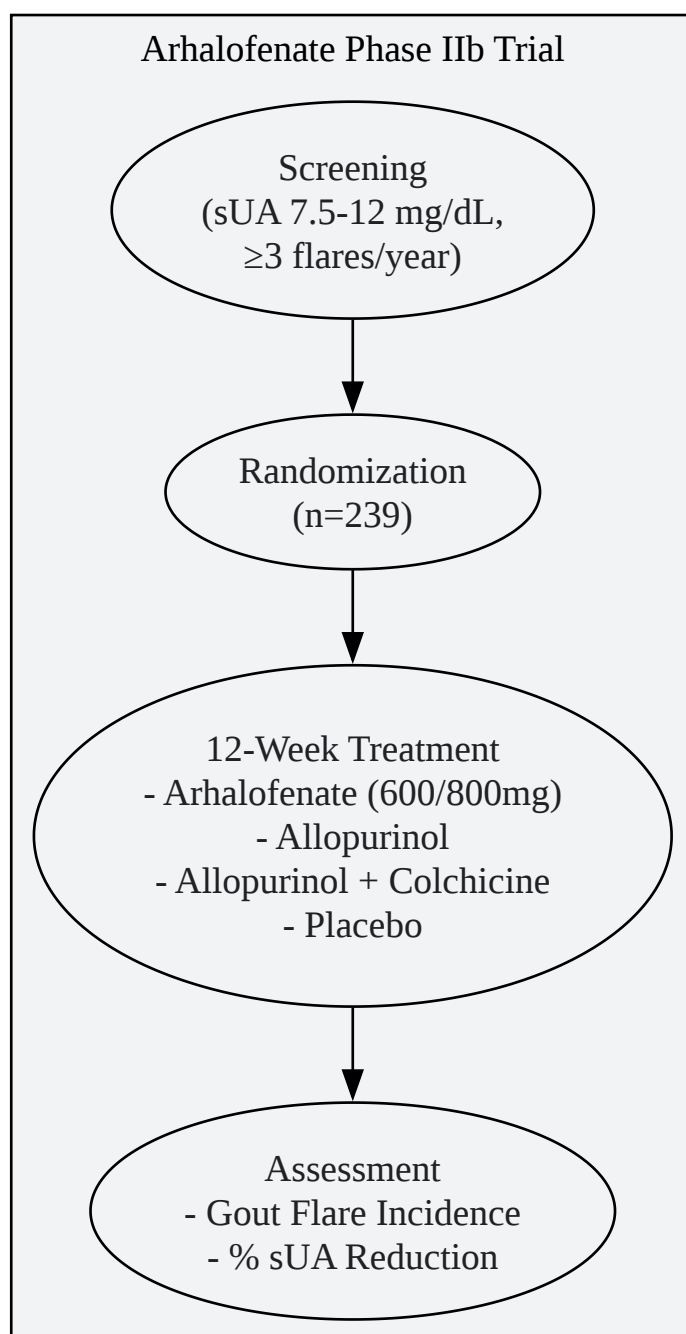 Arhalofenate Phase IIb Trial
Screening
(sUA 7.5-12 mg/dL,
≥3 flares/year)
Randomization
(n=239)
12-Week Treatment
- Arhalofenate (600/800mg)
- Allopurinol
- Allopurinol + Colchicine
- Placebo
Assessment
- Gout Flare Incidence
- % sUA Reduction